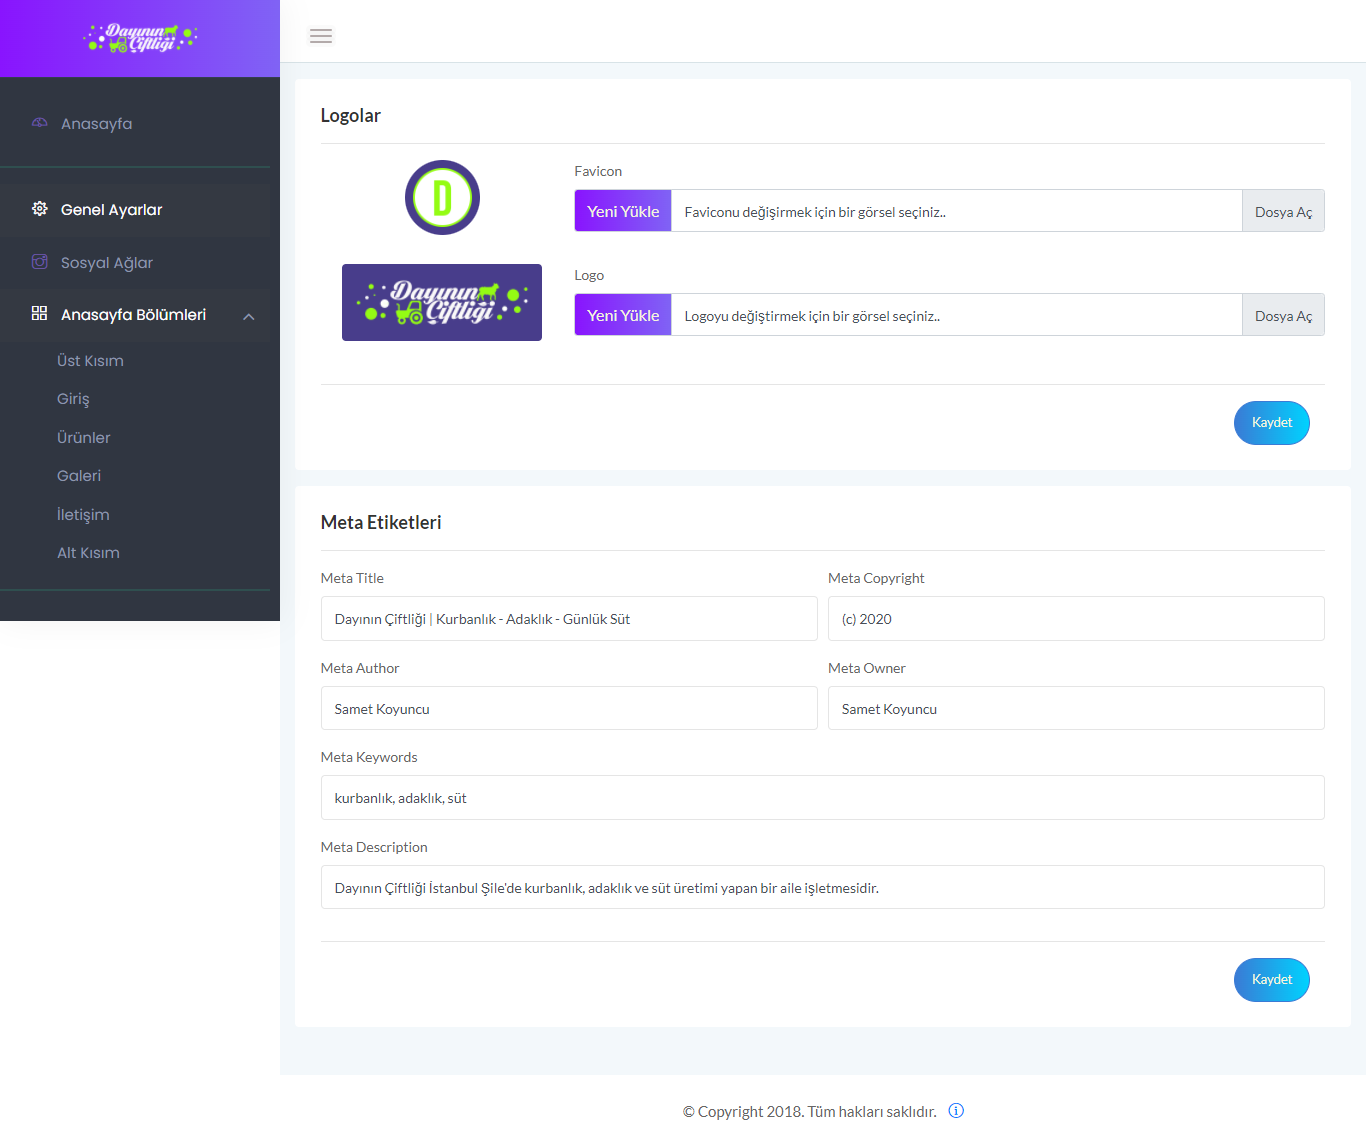 Dayının
Çiftliği
Anasayfa
Genel Ayarlar
Sosyal Ağlar
Anasayfa Bölümleri
Üst Kısım
Giriş
Ürünler
Galeri
İletişim
Alt Kısım
Logolar
D
Favicon
Yeni Yükle Faviconu değişirmek için bir görsel seçiniz.. Dosya Aç
Dayının
Çiftliği
Logo
Yeni Yükle Logoyu değiştirmek için bir görsel seçiniz.. Dosya Aç
Kaydet
Meta Etiketleri
Meta Title
Dayının Çiftliği | Kurbanlık - Adaklık - Günlük Süt
Meta Copyright
(c) 2020
Meta Author
Samet Koyuncu
Meta Owner
Samet Koyuncu
Meta Keywords
kurbanlık, adaklık, süt
Meta Description
Dayının Çiftliği İstanbul Şile'de kurbanlık, adaklık ve süt üretimi yapan bir aile işletmesidir.
Kaydet
© Copyright 2018. Tüm hakları saklıdır.